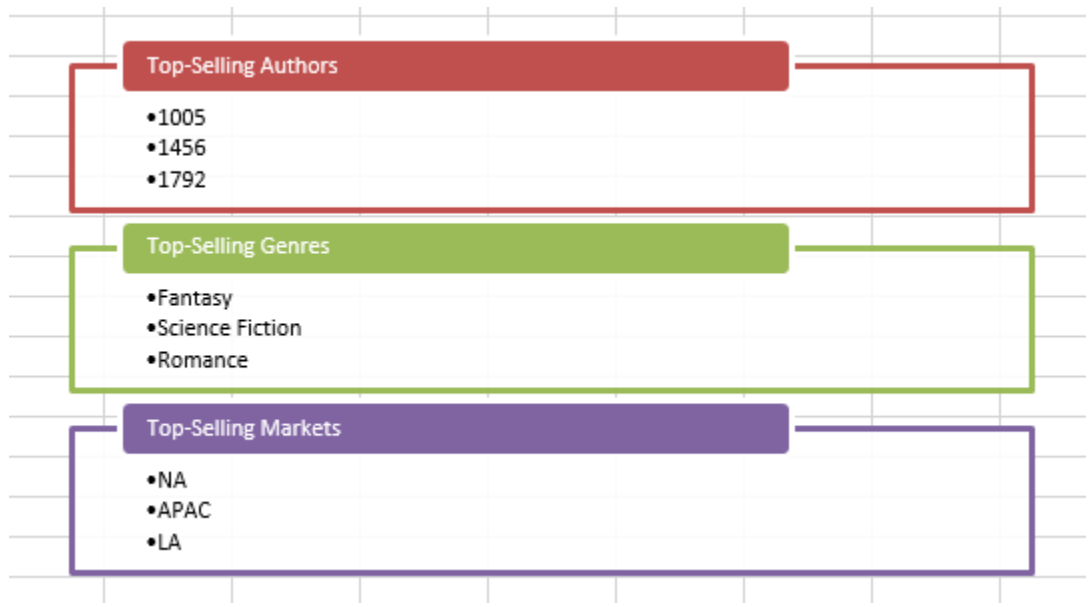 Top-Selling Authors
•1005
•1456
•1792
Top-Selling Genres
•Fantasy
•Science Fiction
•Romance
Top-Selling Markets
•NA
•APAC
•LA